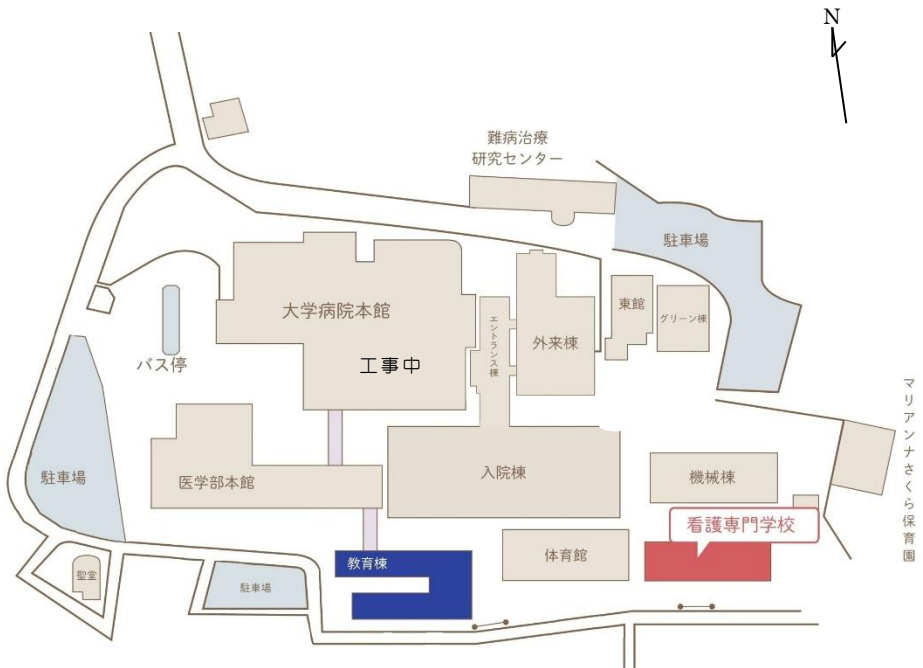 N
難病治療
研究センター
駐車場
東館
グリーン棟
大学病院本館
エントランス棟
外来棟
工事中
バス停
マリアンナさくら保育園
駐車場
医学部本館
入院棟
機械棟
看護専門学校
教育棟
体育館
聖堂
駐車場